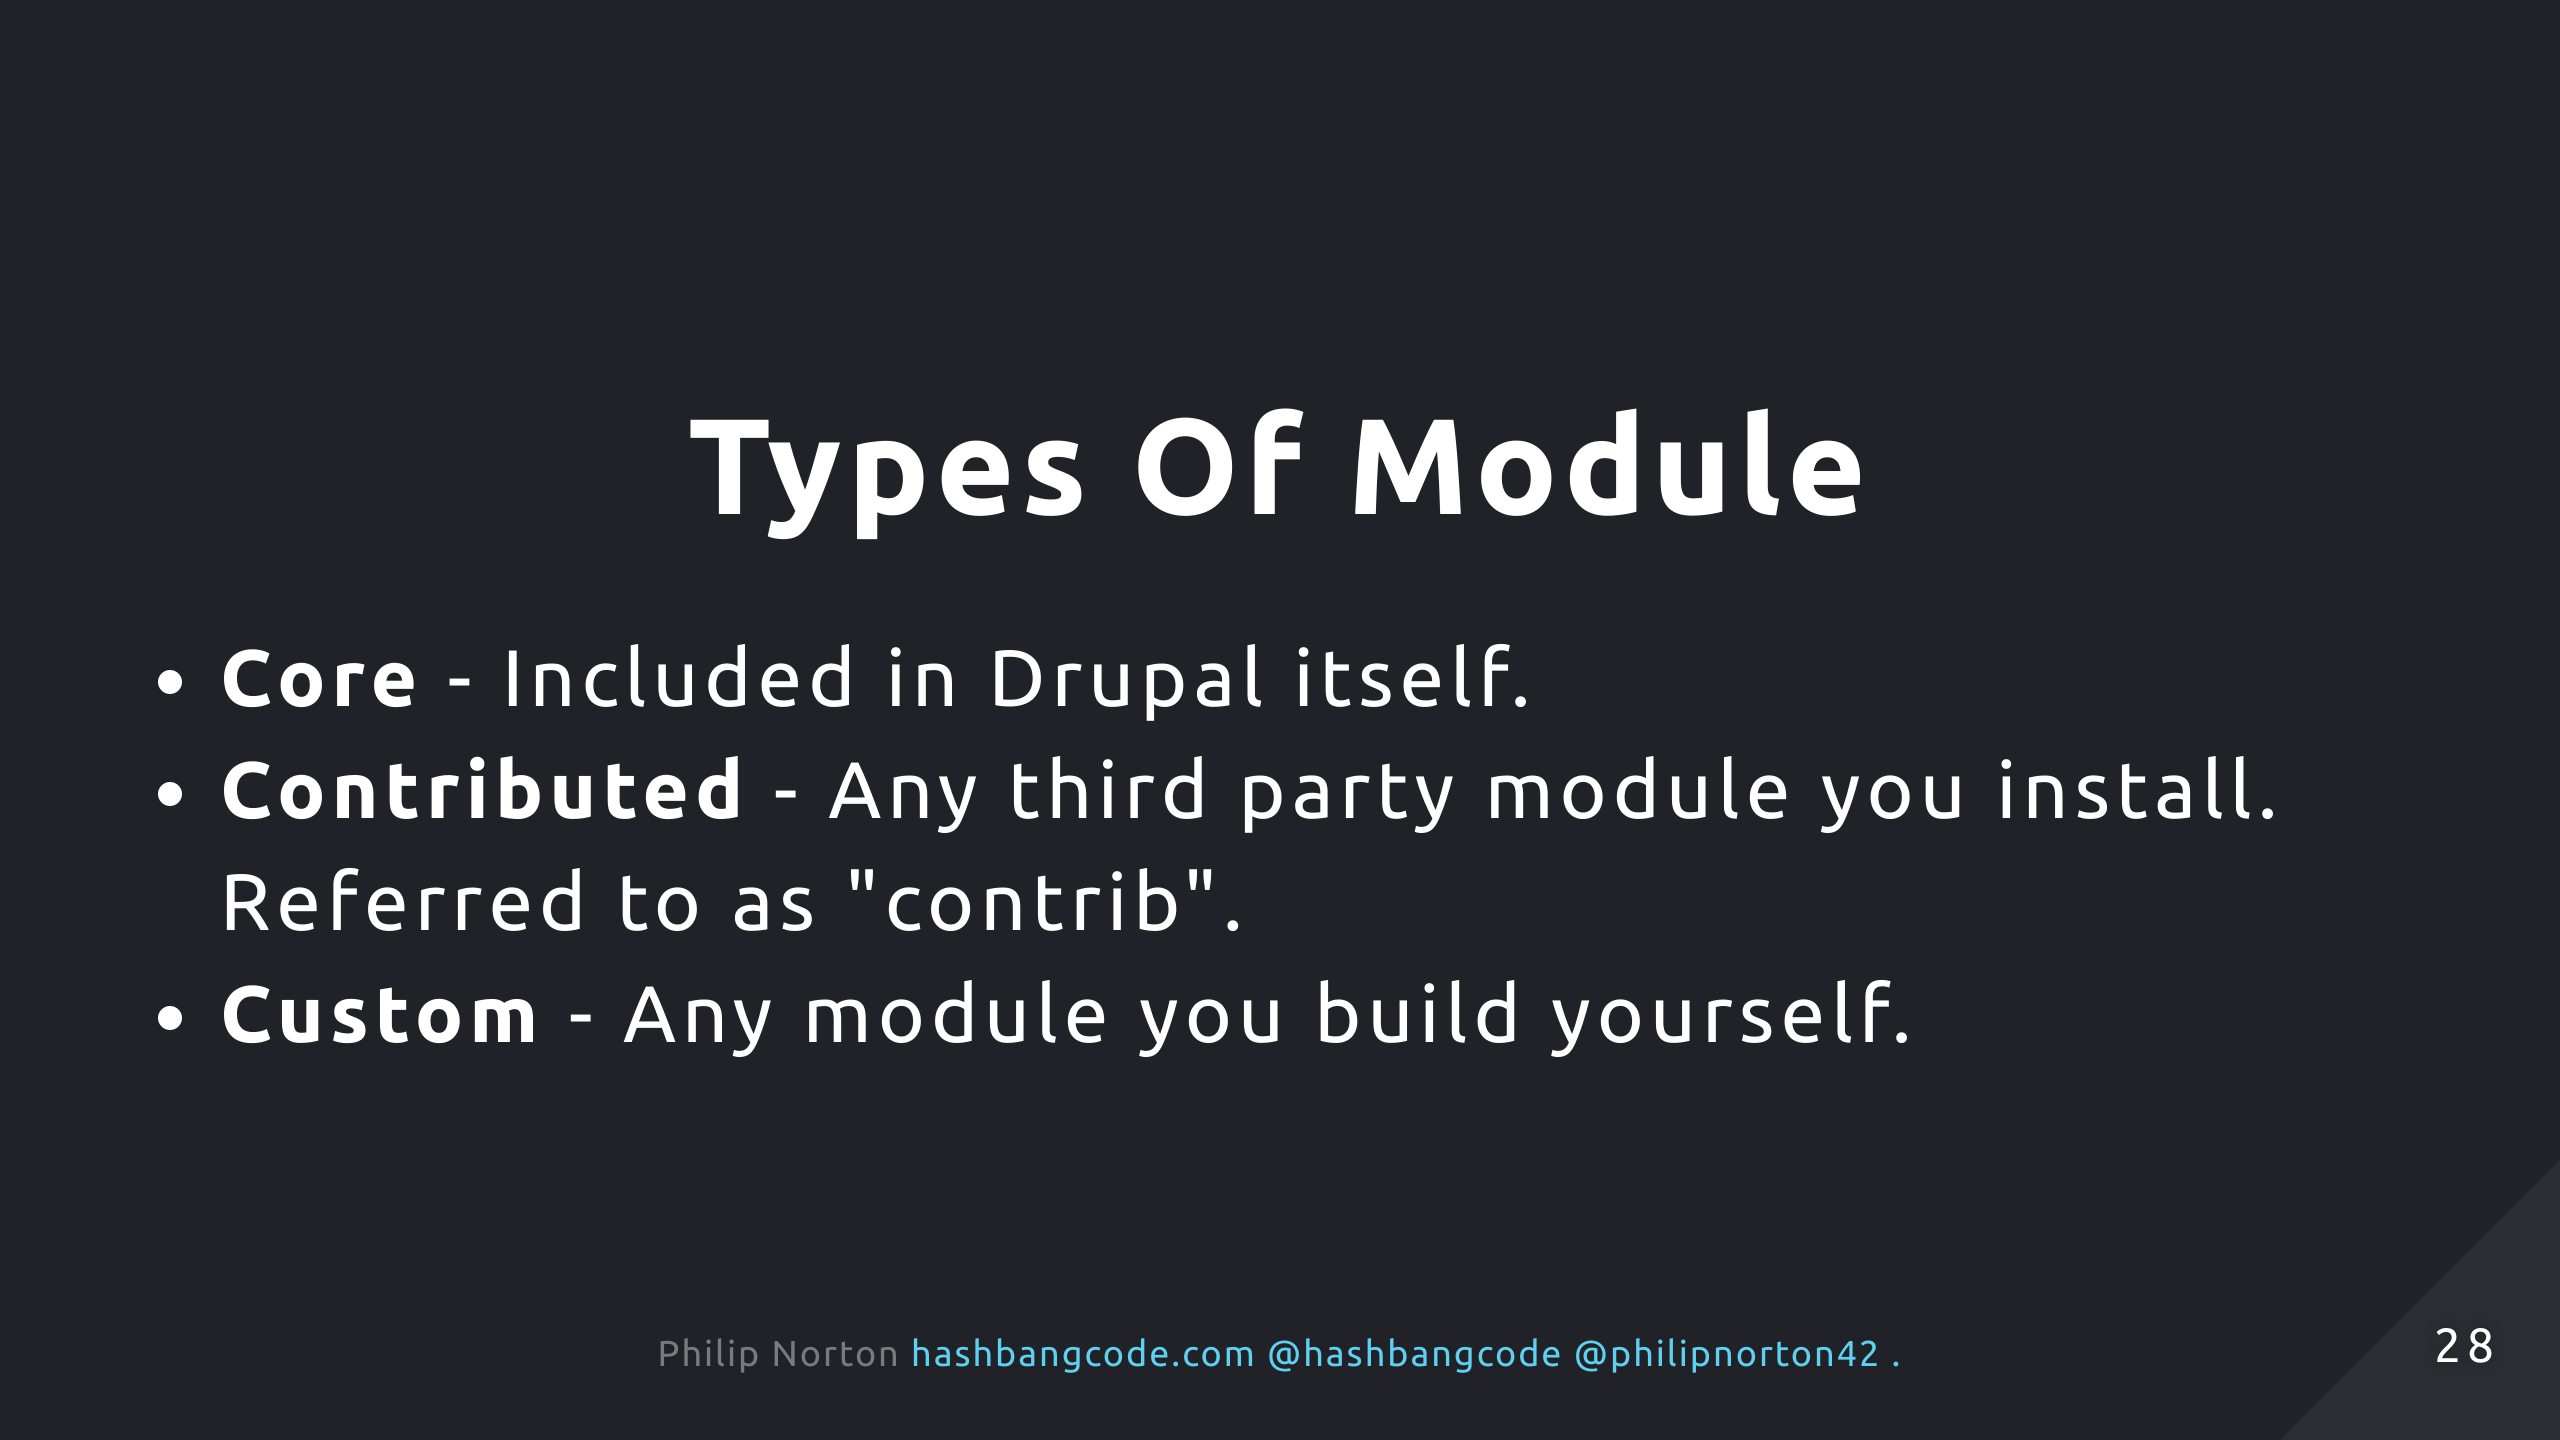 Types Of Module
• Core - Included in Drupal itself.
• Contributed - Any third party module you install.
Referred to as "contrib".
• Custom - Any module you build yourself.
Philip Norton hashbangcode.com @hashbangcode @philipnorton42 .
28